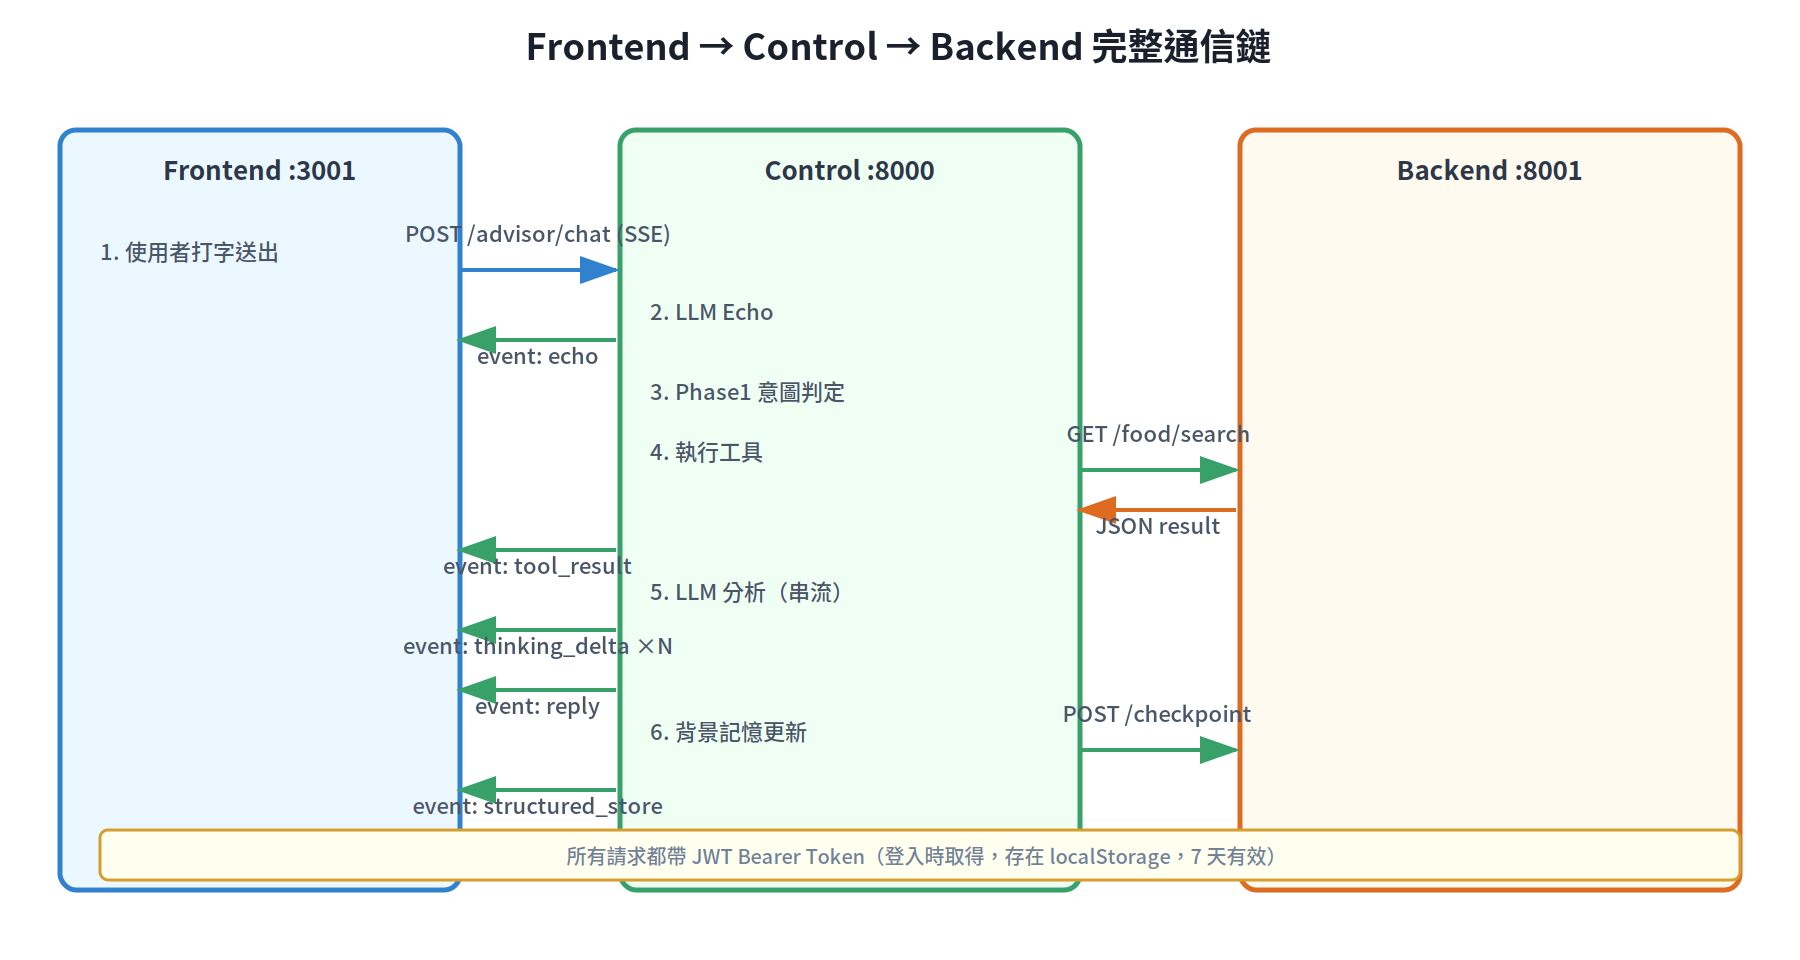 Frontend → Control → Backend 完整通信鏈
Frontend :3001
Control :8000
Backend :8001
POST /advisor/chat (SSE)
1. 使用者打字送出
2. LLM Echo
event: echo
3. Phase1 意圖判定
GET /food/search
4. 執行工具
JSON result
event: tool_result
5. LLM 分析（串流）
event: thinking_delta ×N
event: reply
POST /checkpoint
6. 背景記憶更新
event: structured_store
所有請求都帶 JWT Bearer Token（登入時取得，存在 localStorage，7 天有效）